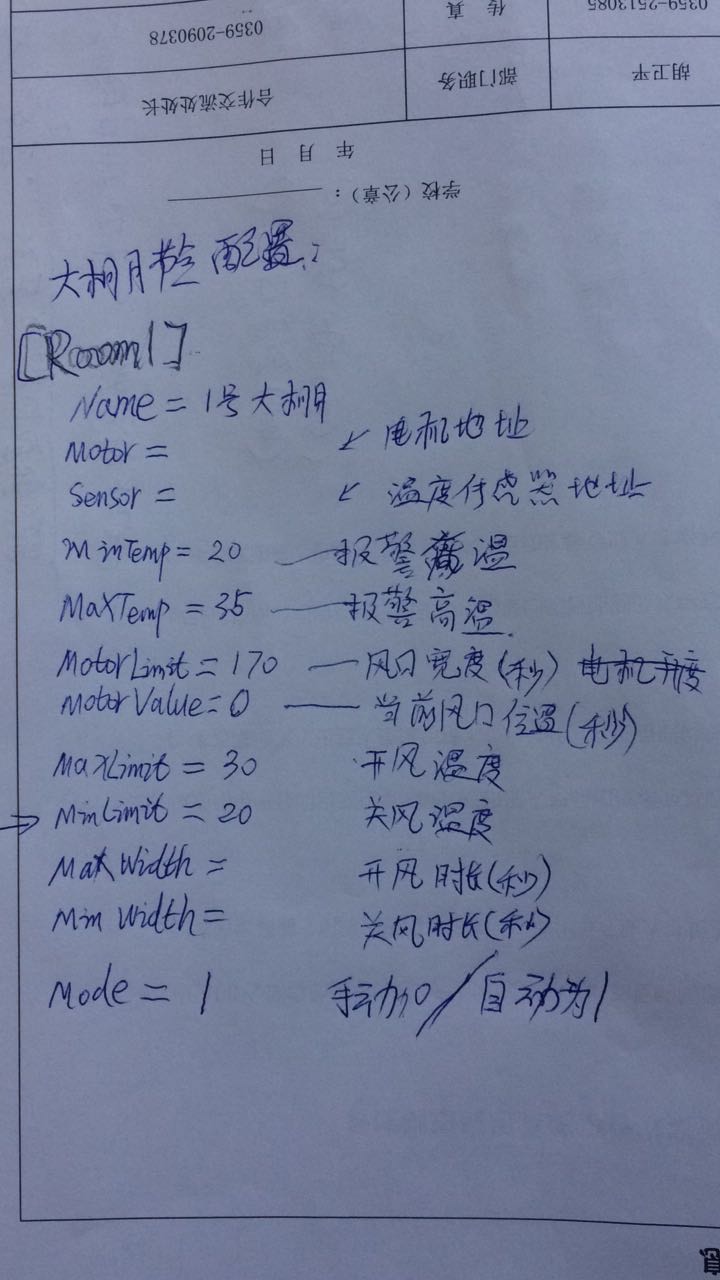 0359-2090378
传 真
0359-2513085
合作交流处处长
部门职务
胡卫平
年 月 日
学校（公章）：
大棚 配置:
[Room1]
Name = 1号大棚
Motor = ↙ 电机地址
Sensor = ↙ 温度传感器地址
MinTemp = 20 —— 报警 温
MaxTemp = 35 —— 报警高温.
MotorLimit = 170 —— 风口宽度(秒) 电机开度
MotorValue = 0 —— 当前风口位置(秒)
MaxLimit = 30 开风温度
→ MinLimit = 20 关风温度
MaxWidth = 开风时长(秒)
MinWidth = 关风时长(秒)
Mode = 1 手动为0 / 自动为1